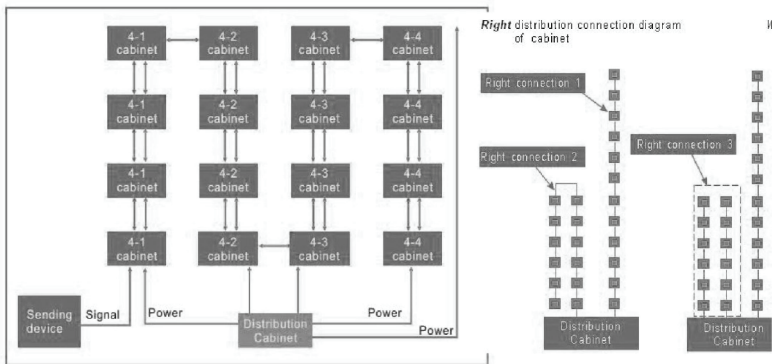 4-1
cabinet
4-2
cabinet
4-3
cabinet
4-4
cabinet
4-1
cabinet
4-2
cabinet
4-3
cabinet
4-4
cabinet
4-1
cabinet
4-2
cabinet
4-3
cabinet
4-4
cabinet
4-1
cabinet
4-2
cabinet
4-3
cabinet
4-4
cabinet
Sending
device
Signal
Power
Distribution
Cabinet
Power
Power
Right distribution connection diagram
of cabinet
Right connection 1
Right connection 2
Right connection 3
Distribution
Cabinet
Distribution
Cabinet